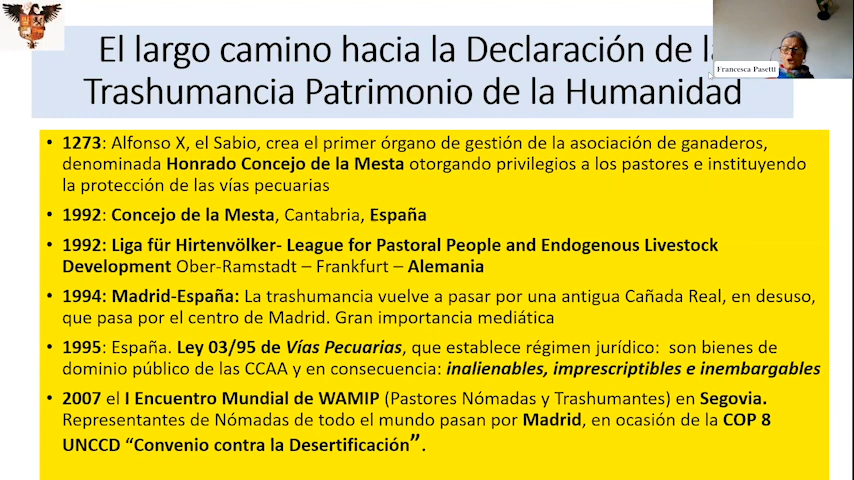 El largo camino hacia la Declaración de la
Trashumancia Patrimonio de la Humanidad
Francesca Pasetti
• 1273: Alfonso X, el Sabio, crea el primer órgano de gestión de la asociación de ganaderos,
denominada Honrado Concejo de la Mesta otorgando privilegios a los pastores e instituyendo
la protección de las vías pecuarias
• 1992: Concejo de la Mesta, Cantabria, España
• 1992: Liga für Hirtenvölker- League for Pastoral People and Endogenous Livestock
Development Ober-Ramstadt – Frankfurt – Alemania
• 1994: Madrid-España: La trashumancia vuelve a pasar por una antigua Cañada Real, en desuso,
que pasa por el centro de Madrid. Gran importancia mediática
• 1995: España. Ley 03/95 de Vías Pecuarias, que establece régimen jurídico: son bienes de
dominio público de las CCAA y en consecuencia: inalienables, imprescriptibles e inembargables
• 2007 el I Encuentro Mundial de WAMIP (Pastores Nómadas y Trashumantes) en Segovia.
Representantes de Nómadas de todo el mundo pasan por Madrid, en ocasión de la COP 8
UNCCD “Convenio contra la Desertificación”.